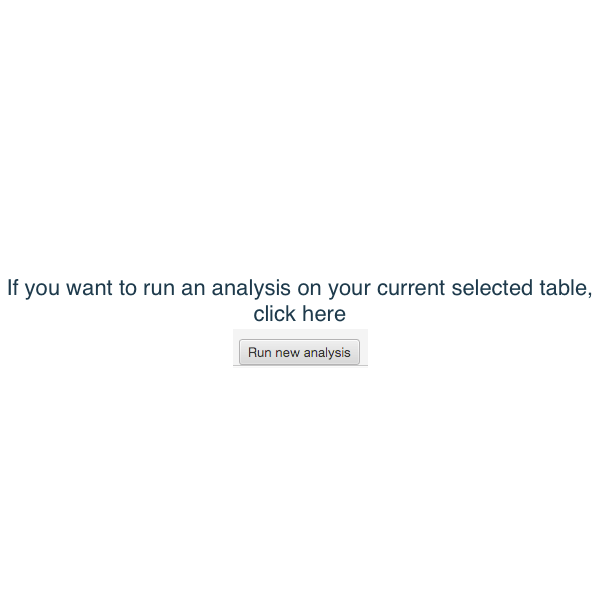 If you want to run an analysis on your current selected table,
click here
Run new analysis